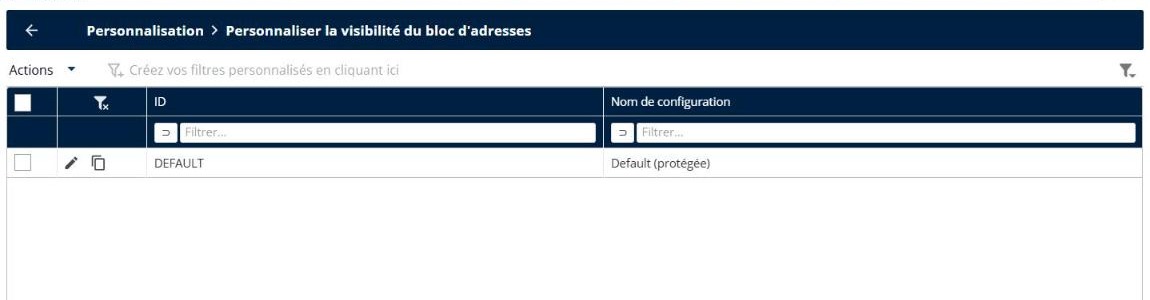 Personnalisation > Personnaliser la visibilité du bloc d'adresses
Actions Créez vos filtres personnalisés en cliquant ici
ID Nom de configuration
⊃ Filtrer... ⊃ Filtrer...
DEFAULT Default (protégée)